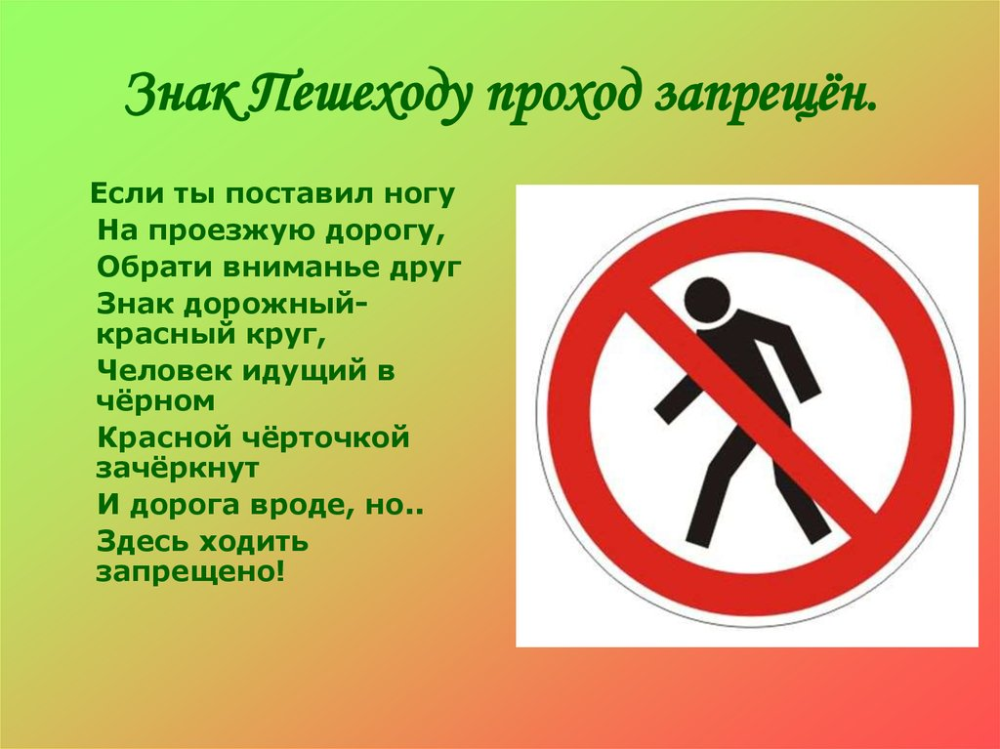 Знак Пешеходу проход запрещён.
Если ты поставил ногу
На проезжую дорогу,
Обрати вниманье друг
Знак дорожный-
красный круг,
Человек идущий в
чёрном
Красной чёрточкой
зачёркнут
И дорога вроде, но..
Здесь ходить
запрещено!